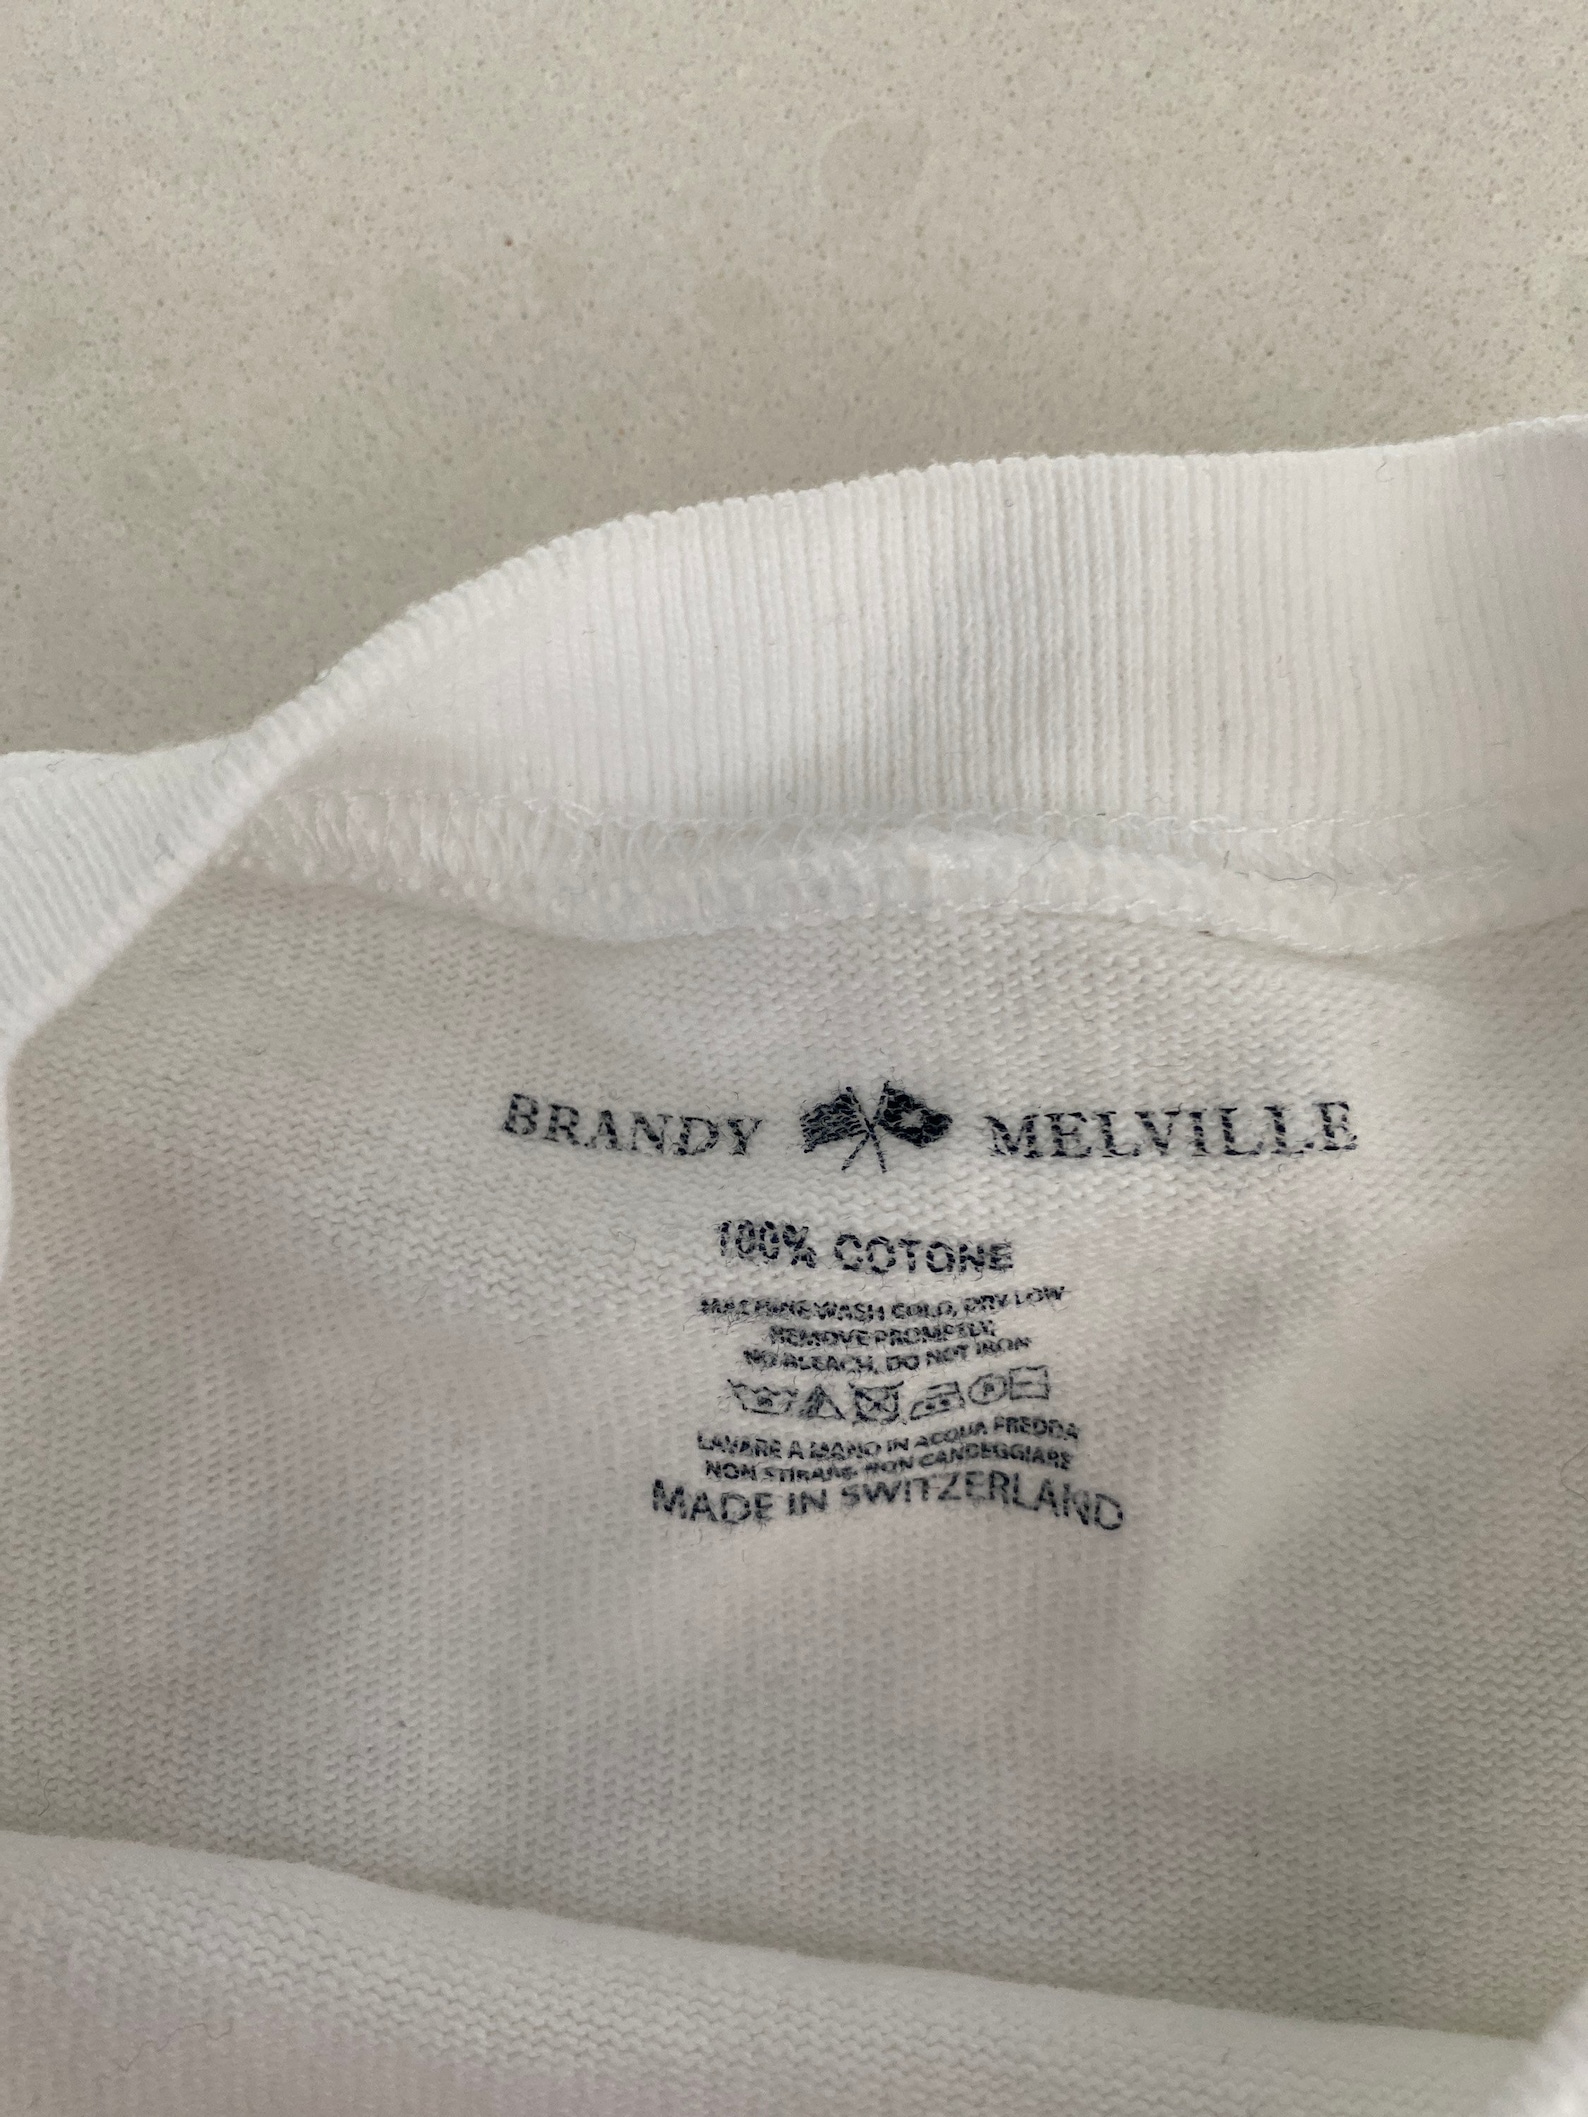 BRANDY MELVILLE
100% COTONE
MACHINE WASH COLD, DRY LOW
REMOVE PROMPTLY,
NO BLEACH, DO NOT IRON
P
LAVARE A MANO IN ACQUA FREDDA
NON STIRARE NON CANDEGGIARE
MADE IN SWITZERLAND